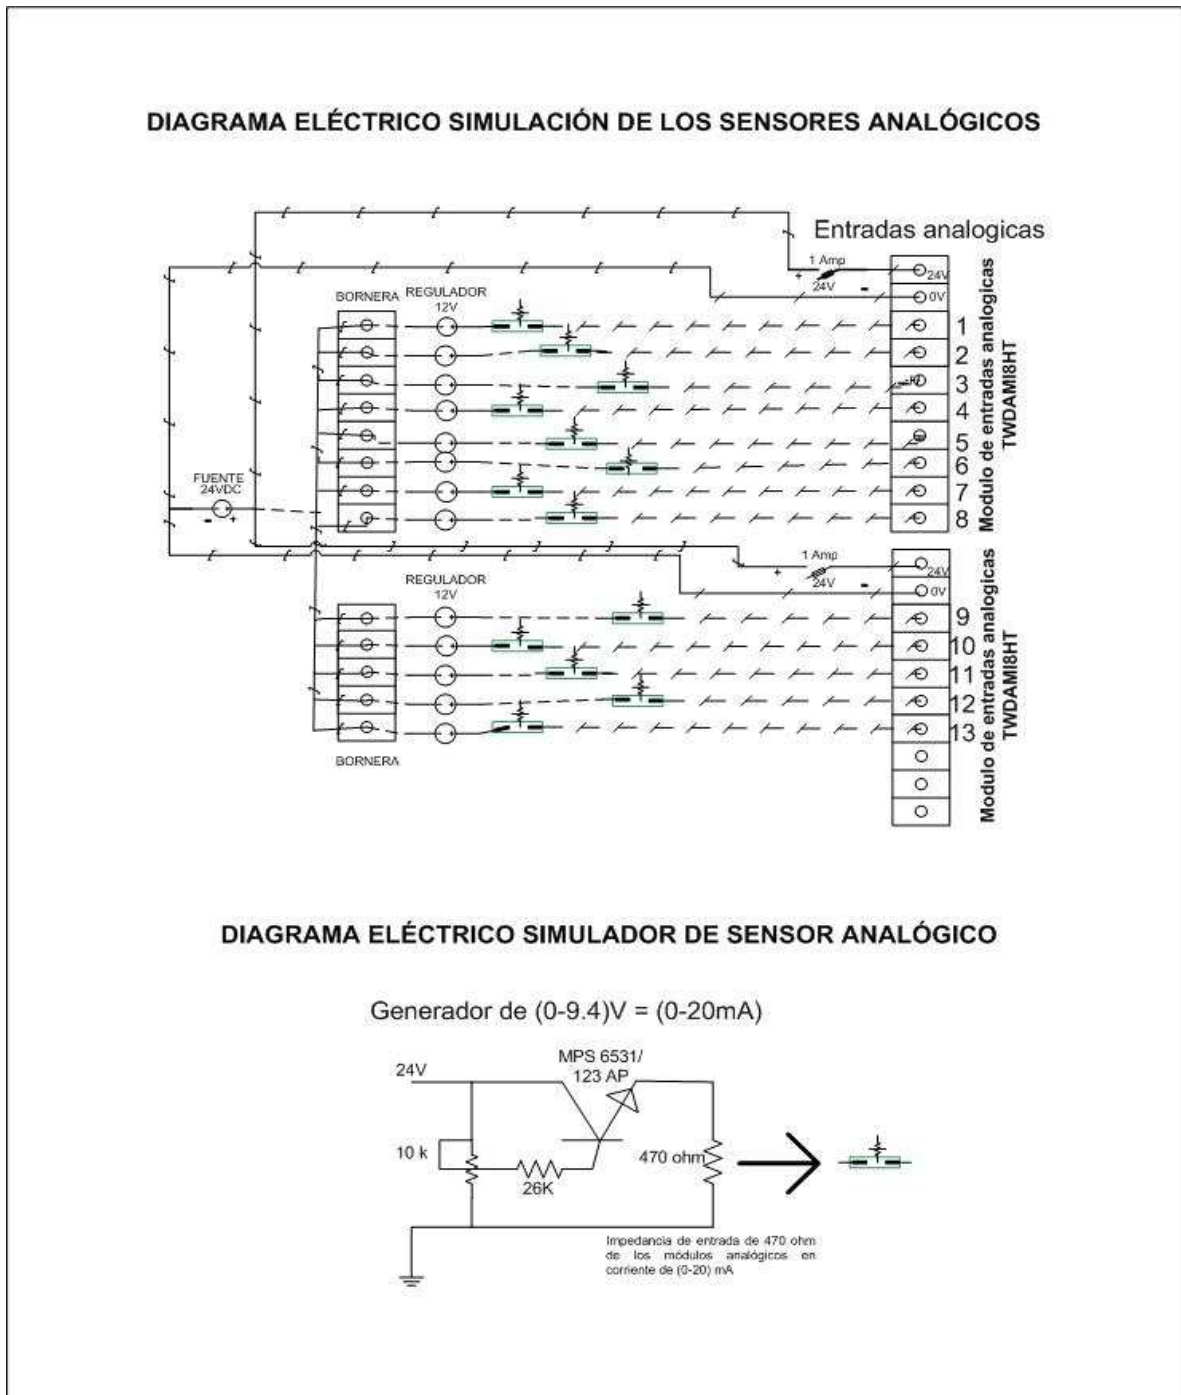 DIAGRAMA ELÉCTRICO SIMULACIÓN DE LOS SENSORES ANALÓGICOS
Entradas analogicas
1 Amp
+
24V
-
24V
0V
BORNERA
REGULADOR
12V
1
2
3
4
5
6
7
8
Modulo de entradas analogicas
TWDAMI8HT
FUENTE
24VDC
- +
1 Amp
+
24V
-
24V
0V
REGULADOR
12V
9
10
11
12
13
Modulo de entradas analogicas
TWDAMI8HT
BORNERA
DIAGRAMA ELÉCTRICO SIMULADOR DE SENSOR ANALÓGICO
Generador de (0-9.4)V = (0-20mA)
MPS 6531/
123 AP
24V
10 k
26K
470 ohm
Impedancia de entrada de 470 ohm
de los módulos analógicos en
corriente de (0-20) mA